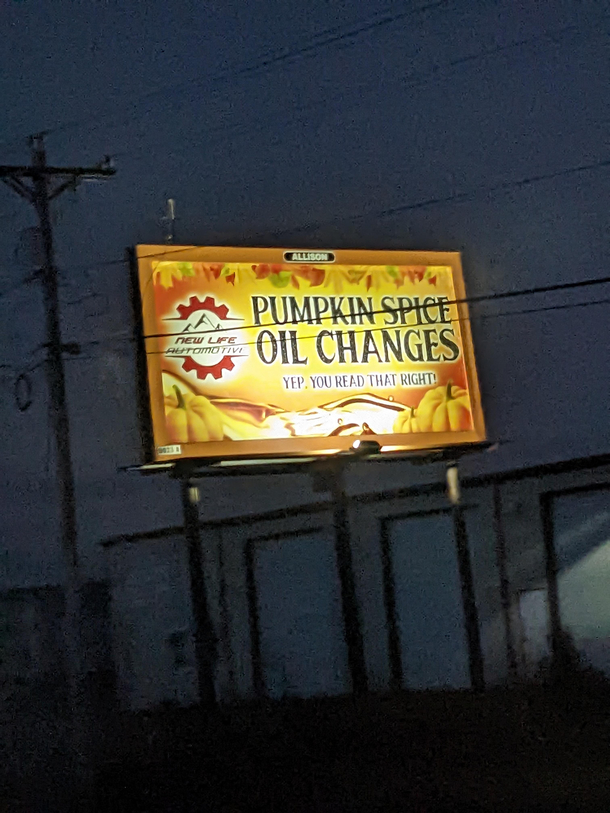 ALLISON
PUMPKIN SPICE
OIL CHANGES
NEW LIFE
AUTOMOTIVE
YEP, YOU READ THAT RIGHT!